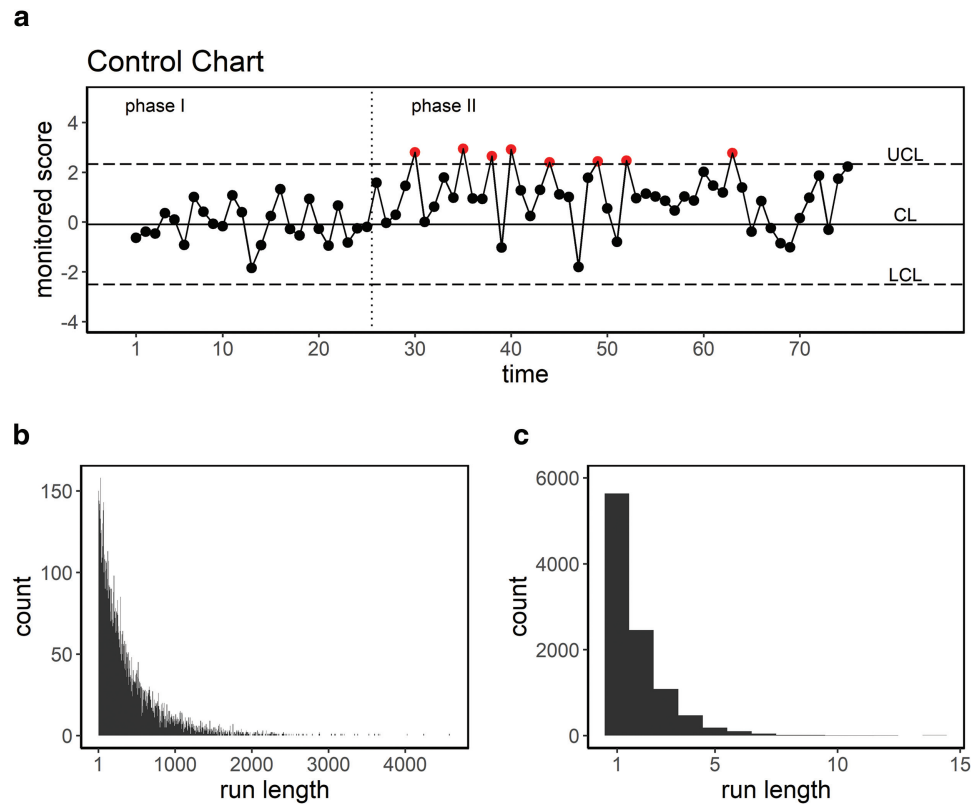 a
Control Chart
phase I
phase II
monitored score
4
2
0
-2
-4
UCL
CL
LCL
1
10
20
30
40
50
60
70
time
b
count
150
100
50
0
1
1000
2000
3000
4000
run length
c
count
6000
4000
2000
0
1
5
10
15
run length